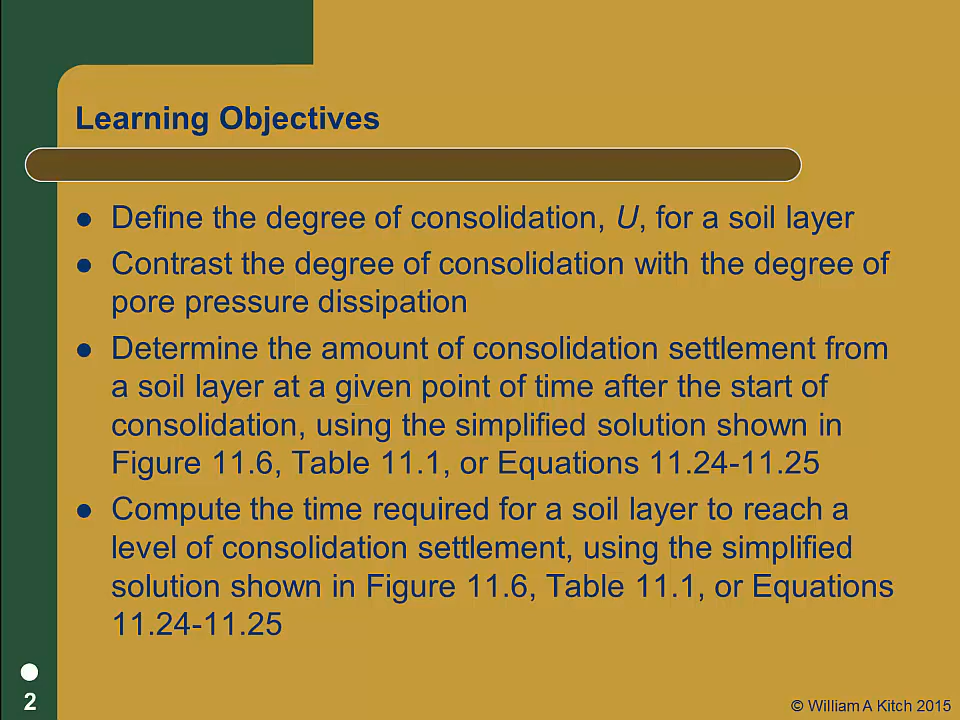 Learning Objectives
● Define the degree of consolidation, U, for a soil layer
● Contrast the degree of consolidation with the degree of
pore pressure dissipation
● Determine the amount of consolidation settlement from
a soil layer at a given point of time after the start of
consolidation, using the simplified solution shown in
Figure 11.6, Table 11.1, or Equations 11.24-11.25
● Compute the time required for a soil layer to reach a
level of consolidation settlement, using the simplified
solution shown in Figure 11.6, Table 11.1, or Equations
11.24-11.25
2
© William A Kitch 2015